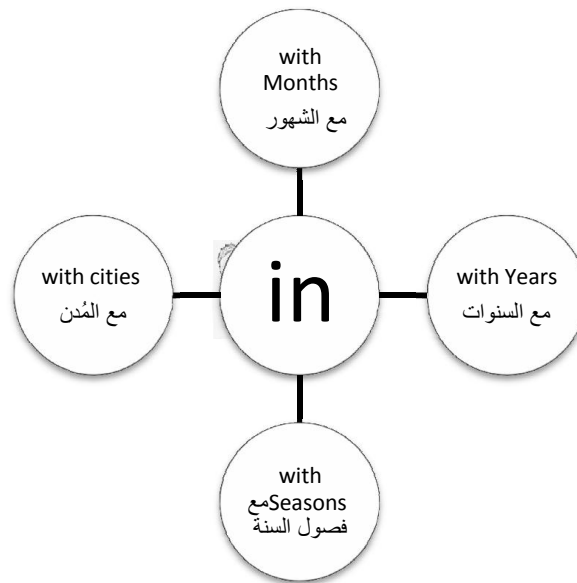 with
Months
مع الشهور
with cities
مع المُدن
in
with Years
مع السنوات
with
Seasonsمع
فصول السنة